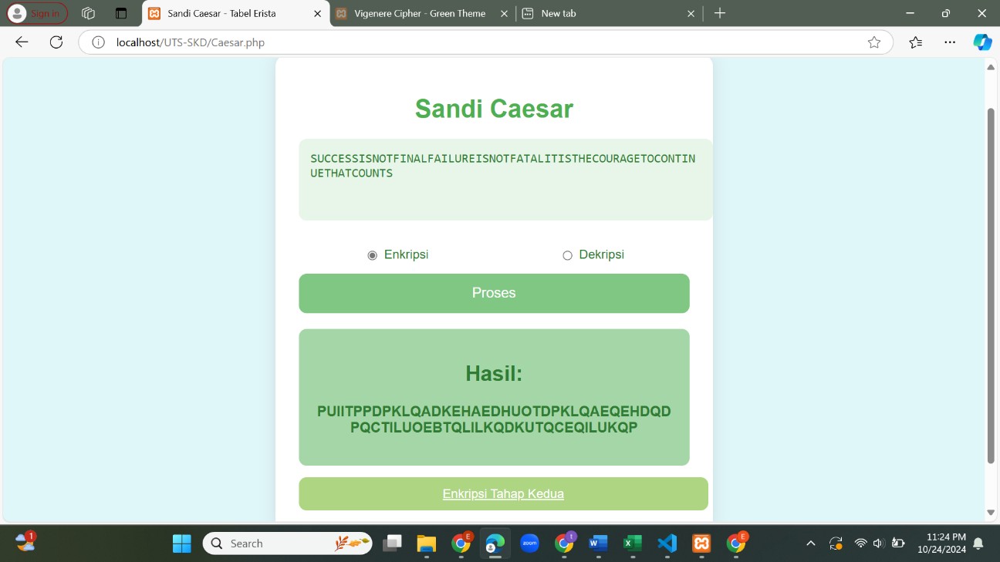 Sign in
Sandi Caesar - Tabel Erista
Vigenere Cipher - Green Theme
New tab
localhost/UTS-SKD/Caesar.php
Sandi Caesar
SUCCESSISNOTFINALFAILUREISNOTFATALITISTHECOURAGETOCONTIN
UETHATCOUNTS
Enkripsi
Dekripsi
Proses
Hasil:
PUIITPPDPKLQADKEHAEDHUOTDPKLQAEQEHDQD
PQCTILUOEBTQLILKQDKUTQCEQILUKQP
Enkripsi Tahap Kedua
1
Search
E
zoom
t
W
X
E
11:24 PM
10/24/2024